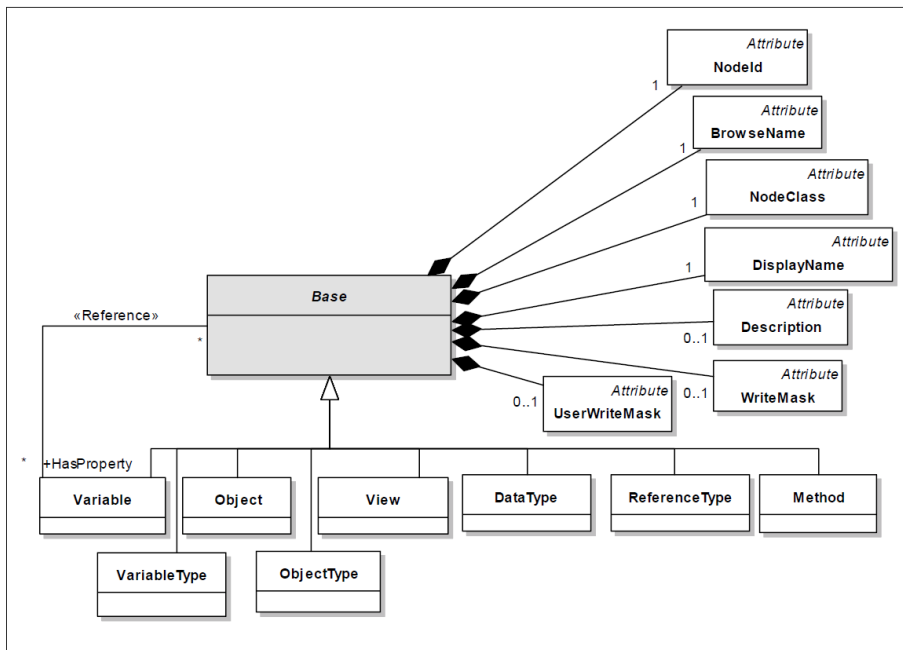 Attribute
NodeId
1
Attribute
BrowseName
1
Attribute
NodeClass
1
Attribute
DisplayName
1
Base
Attribute
Description
0..1
«Reference»
*
Attribute
WriteMask
0..1
Attribute
UserWriteMask
0..1
*
+HasProperty
Variable
Object
View
DataType
ReferenceType
Method
VariableType
ObjectType